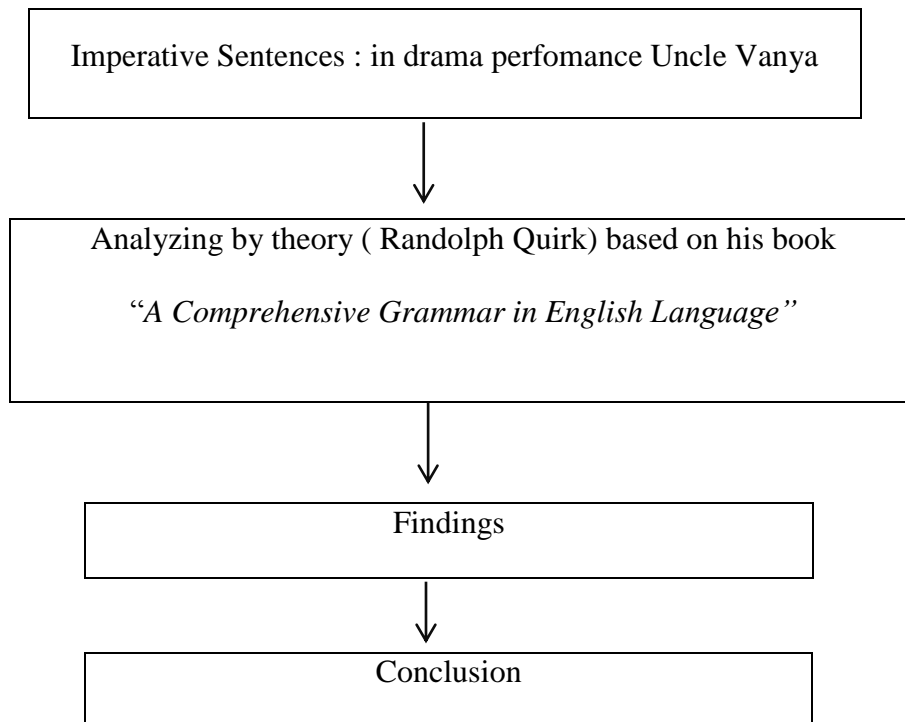 Imperative Sentences : in drama perfomance Uncle Vanya
Analyzing by theory ( Randolph Quirk) based on his book
“A Comprehensive Grammar in English Language”
Findings
Conclusion